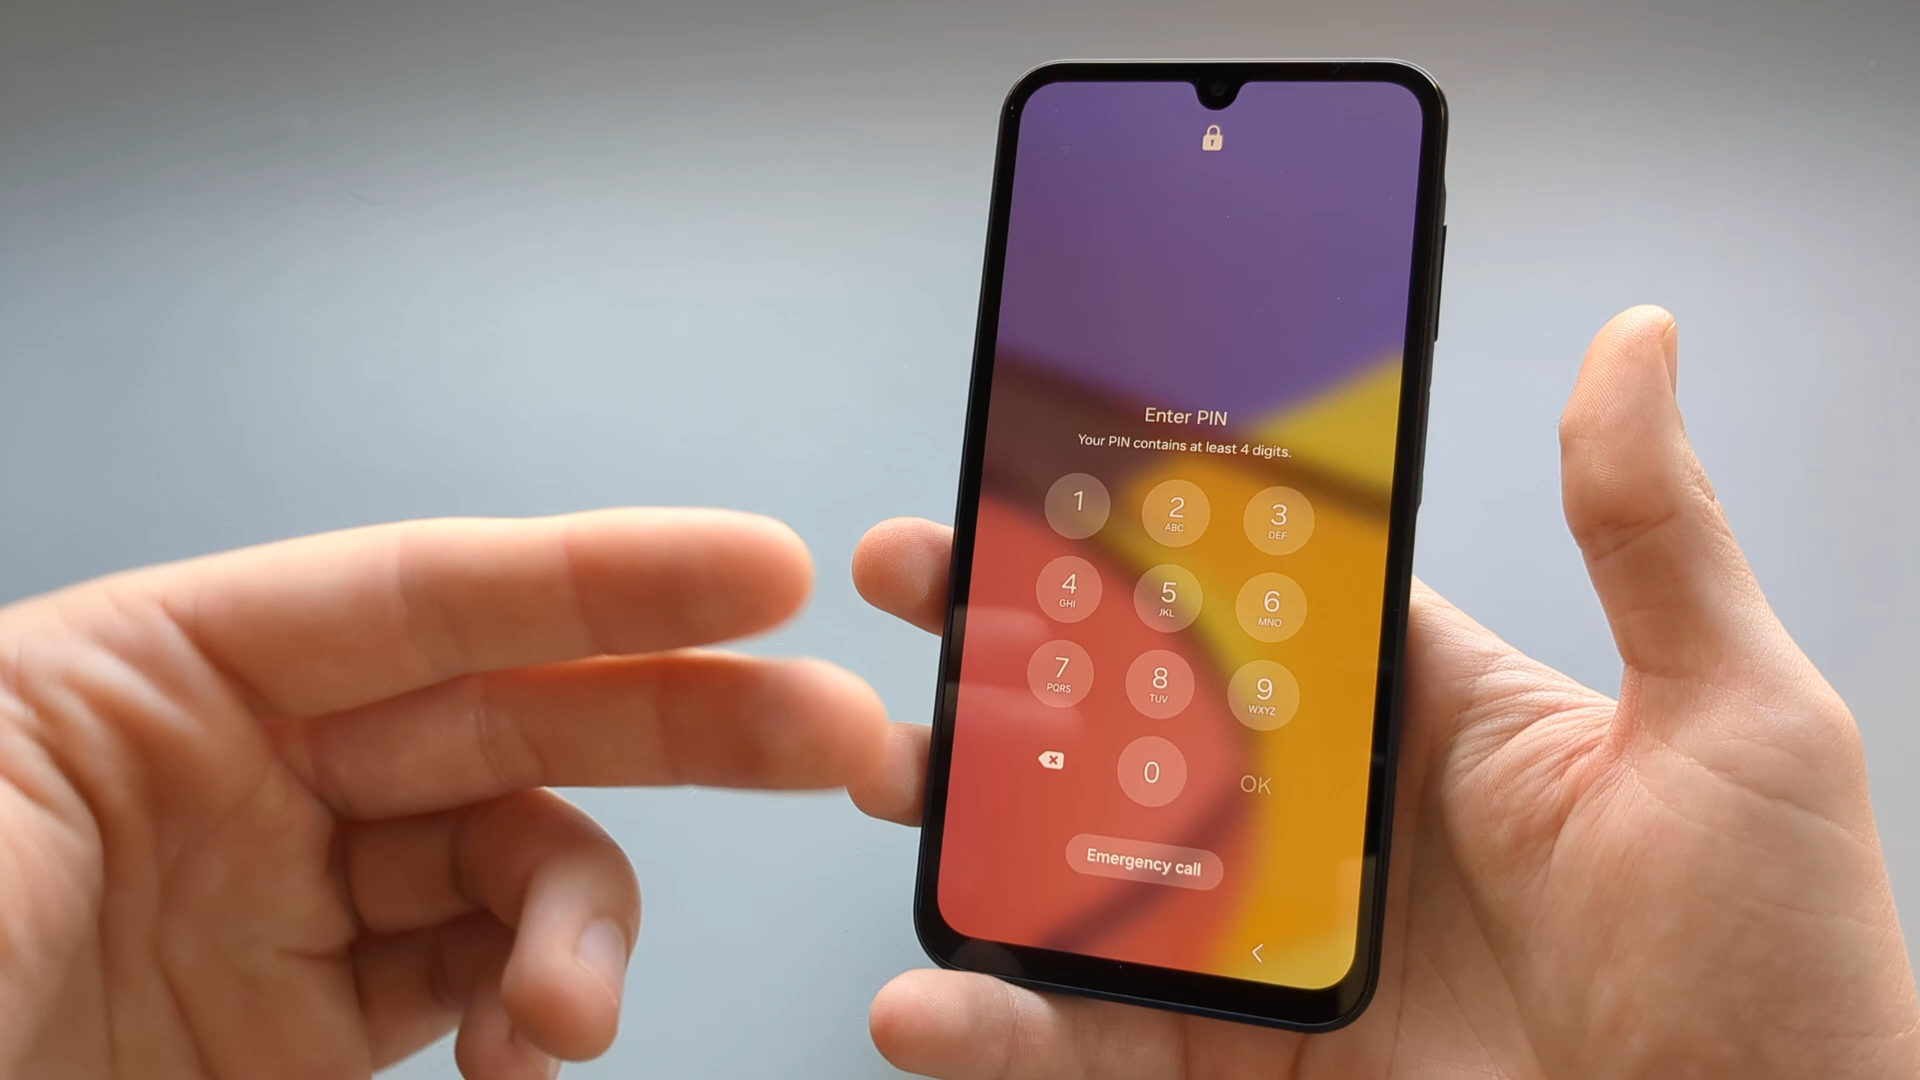 Enter PIN
Your PIN contains at least 4 digits.
1 2 3
ABC DEF
4 5 6
GHI JKL MNO
7 8 9
PQRS TUV WXYZ
0 OK
Emergency call